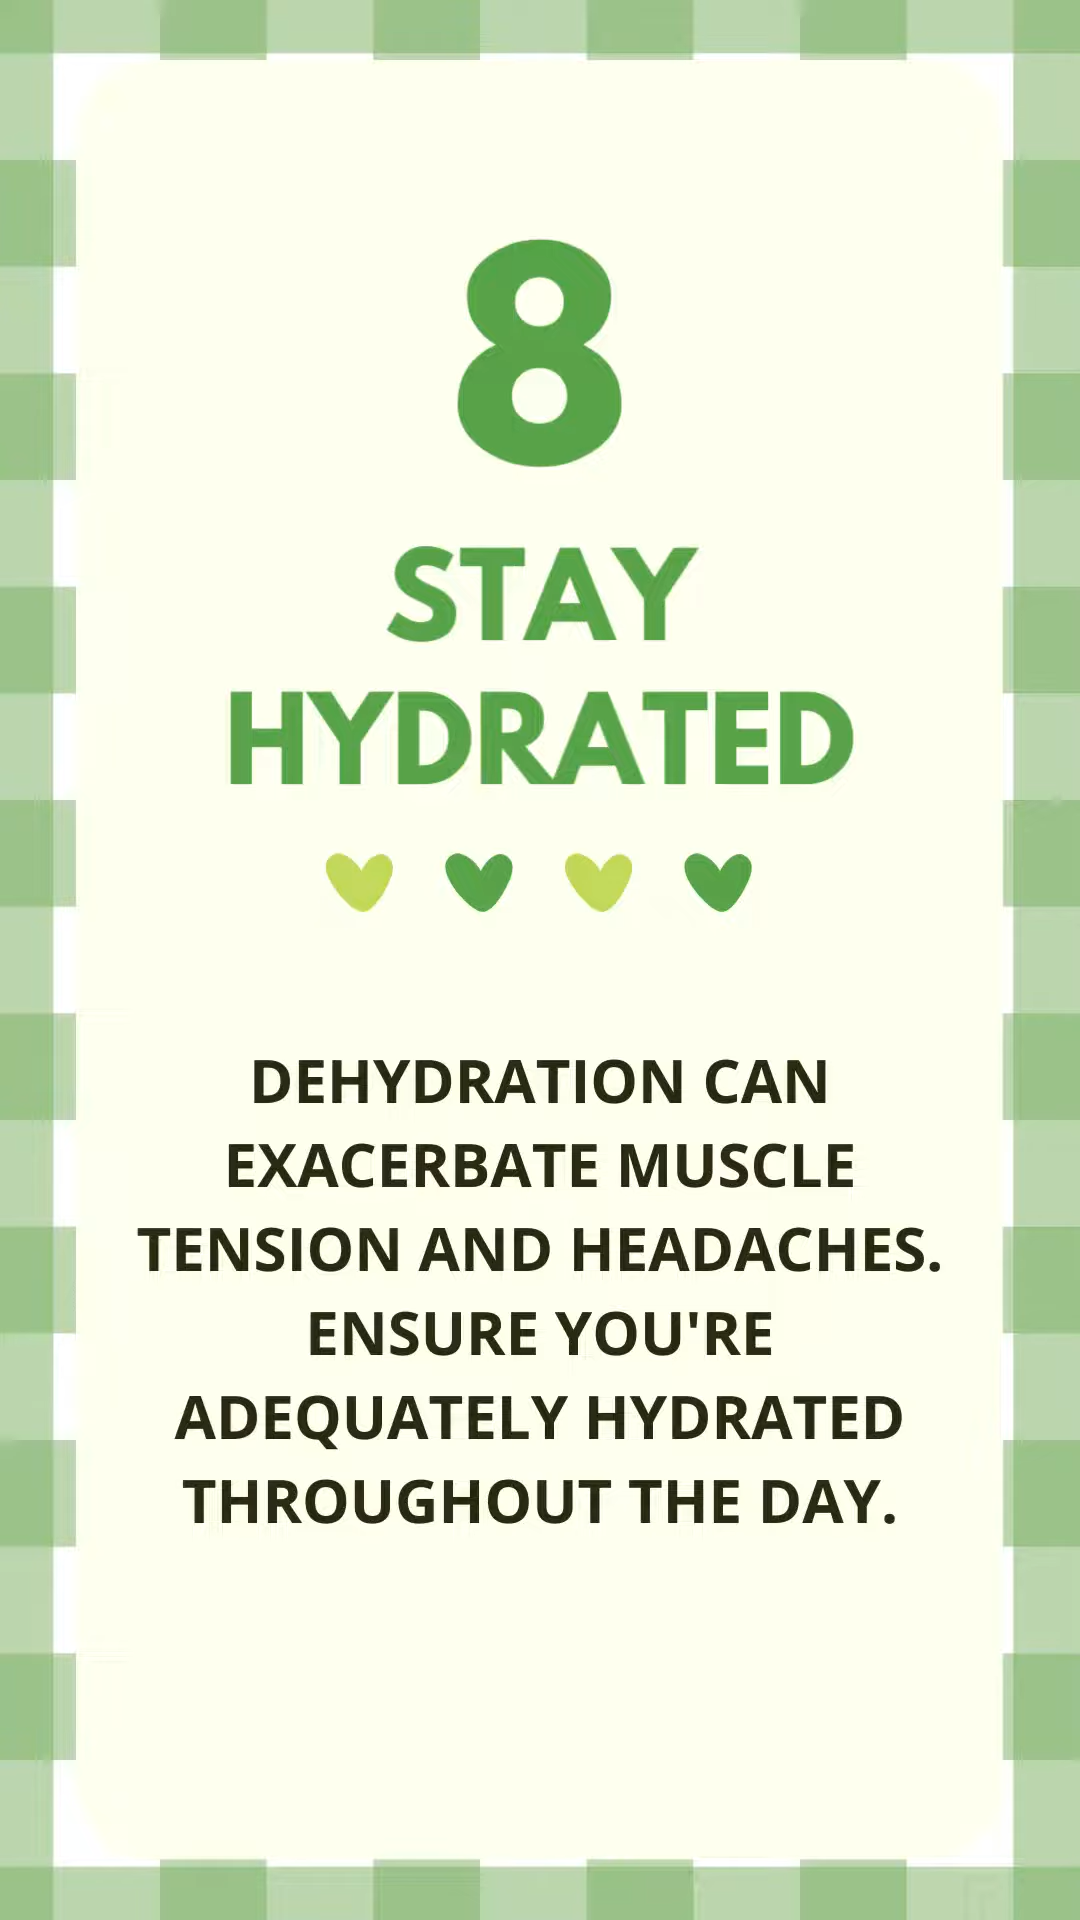 8
STAY
HYDRATED
DEHYDRATION CAN
EXACERBATE MUSCLE
TENSION AND HEADACHES.
ENSURE YOU'RE
ADEQUATELY HYDRATED
THROUGHOUT THE DAY.